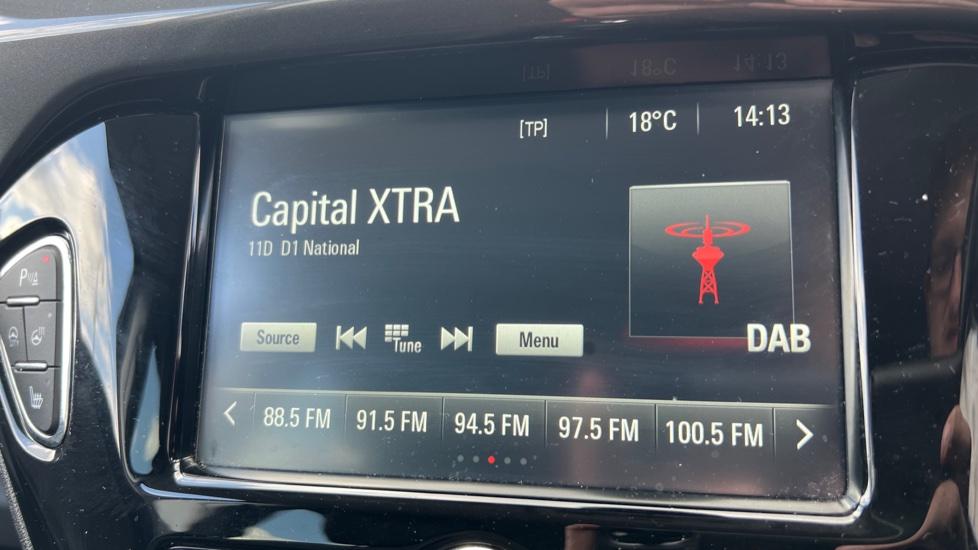 [TP] 18°C 14:13
Capital XTRA
11D D1 National
DAB
Source Tune Menu
88.5 FM 91.5 FM 94.5 FM 97.5 FM 100.5 FM
P